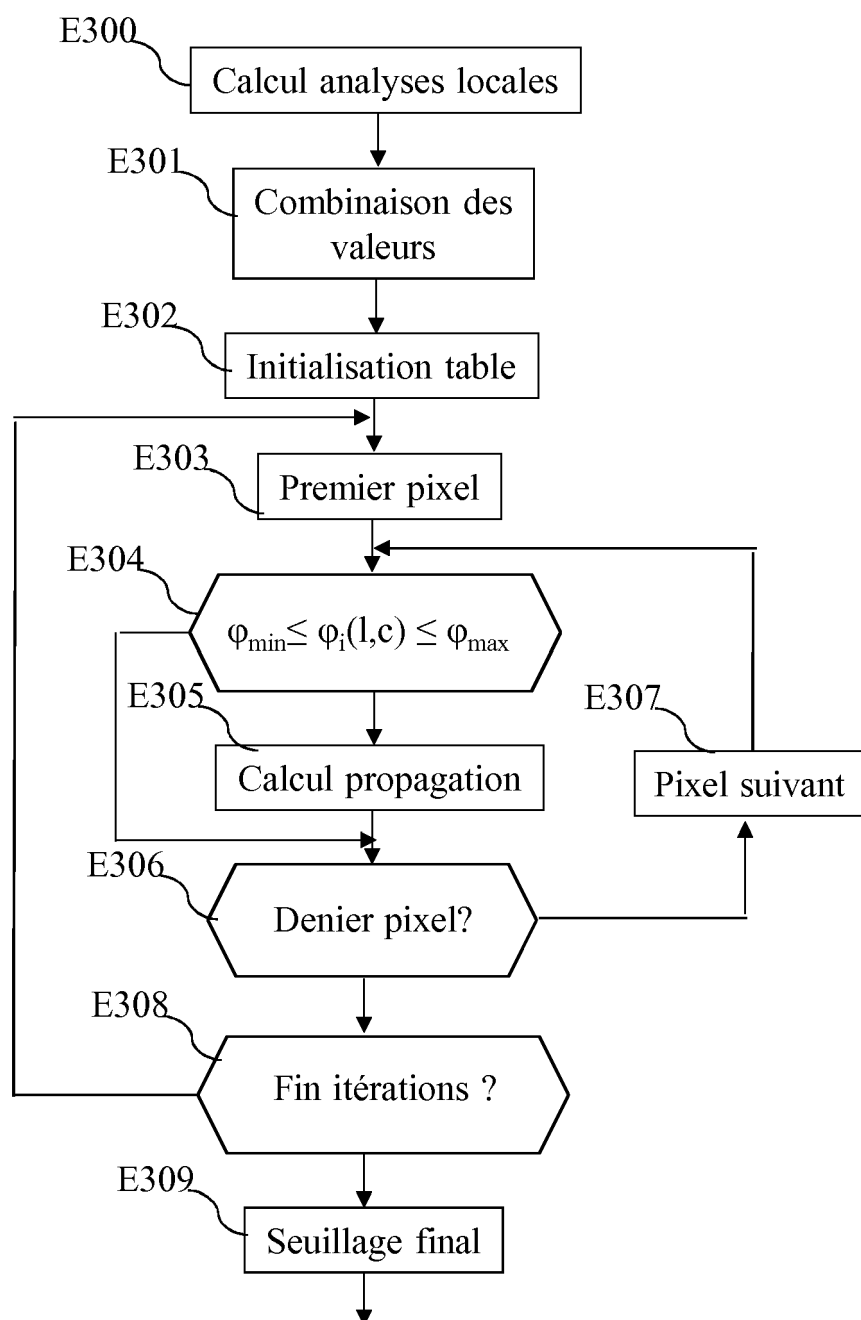 E300
Calcul analyses locales
E301
Combinaison des
valeurs
E302
Initialisation table
E303
Premier pixel
E304
φmin≤ φi(l,c) ≤ φmax
E305
Calcul propagation
E307
Pixel suivant
E306
Denier pixel?
E308
Fin itérations ?
E309
Seuillage final